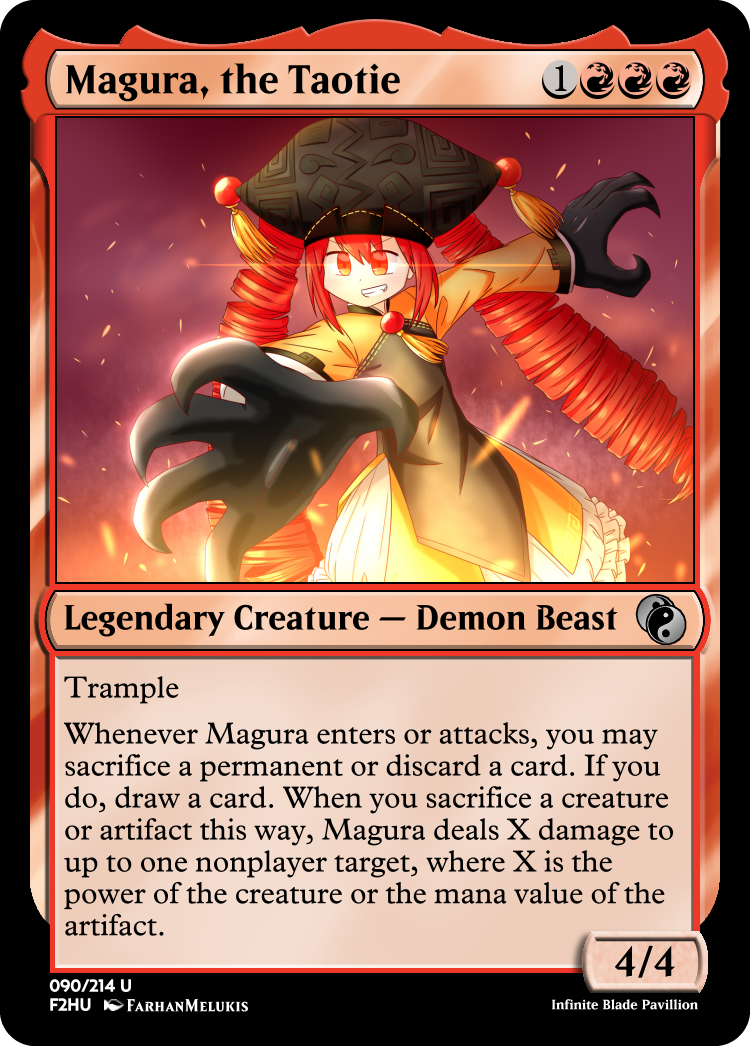 Magura, the Taotie 1
Legendary Creature — Demon Beast
Trample
Whenever Magura enters or attacks, you may
sacrifice a permanent or discard a card. If you
do, draw a card. When you sacrifice a creature
or artifact this way, Magura deals X damage to
up to one nonplayer target, where X is the
power of the creature or the mana value of the
artifact.
4/4
090/214 U
F2HU FarhanMelukis
Infinite Blade Pavillion